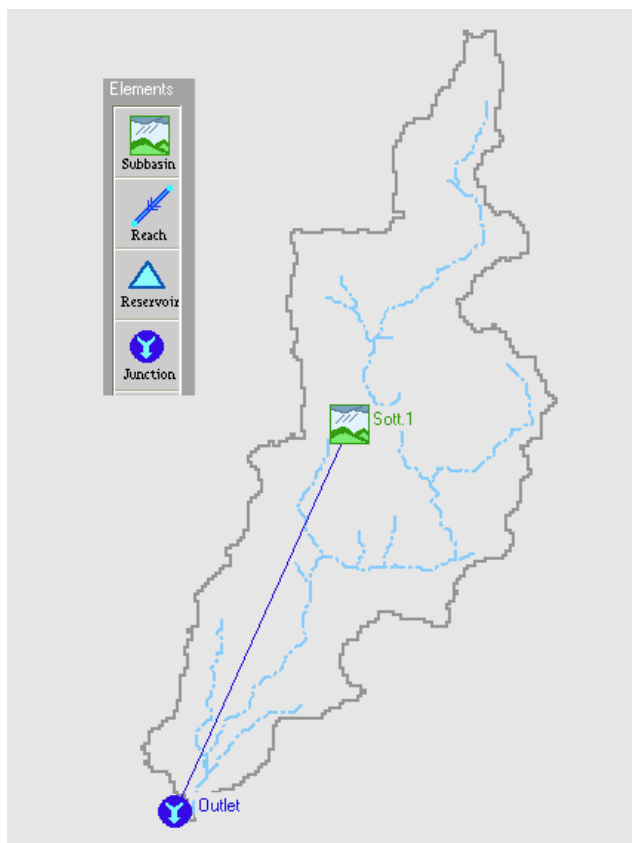 Elements
Subbasin
Reach
Reservoir
Junction
Sott.1
Outlet